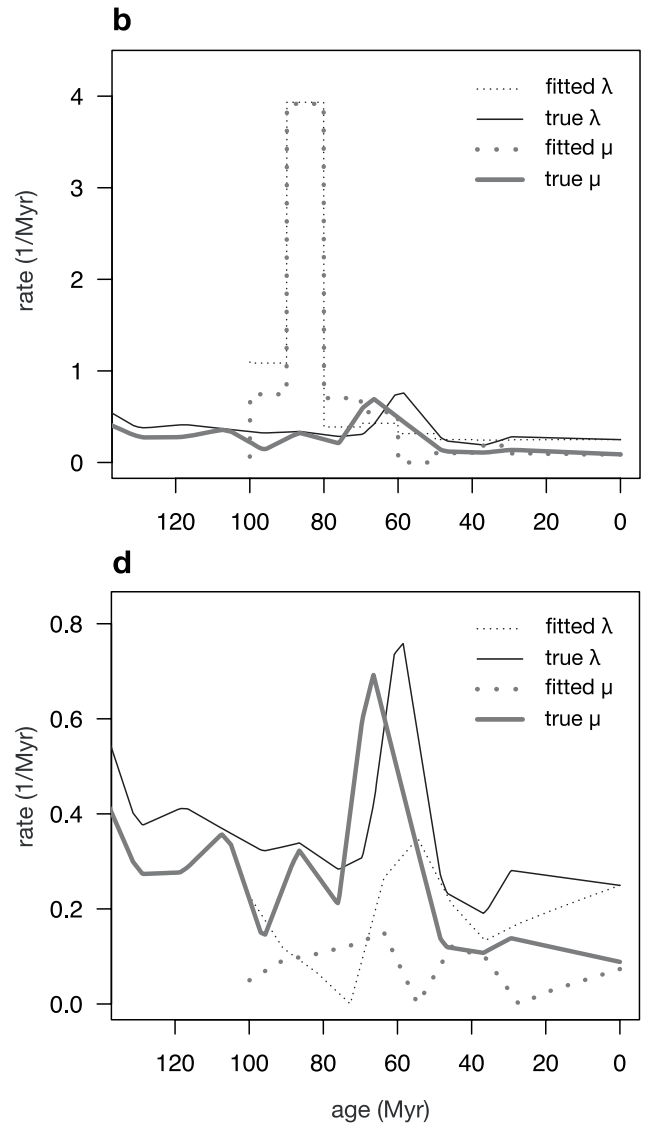 b
fitted λ
true λ
fitted μ
true μ
rate (1/Myr)
4
3
2
1
0
120 100 80 60 40 20 0
d
fitted λ
true λ
fitted μ
true μ
rate (1/Myr)
0.8
0.6
0.4
0.2
0.0
120 100 80 60 40 20 0
age (Myr)